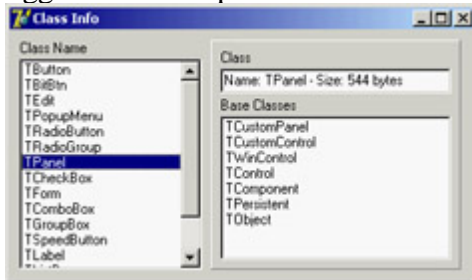 Class Info
Class Name
TButton
TBitBtn
TEdit
TPopupMenu
TRadioButton
TRadioGroup
TPanel
TCheckBox
TForm
TComboBox
TGroupBox
TSpeedButton
TLabel
Class
Name: TPanel - Size: 544 bytes
Base Classes
TCustomPanel
TCustomControl
TWinControl
TControl
TComponent
TPersistent
TObject